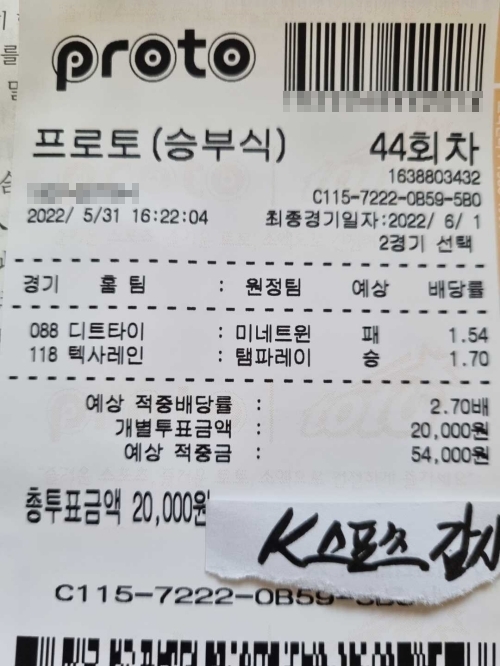 proto
프로토 (승부식) 44회차
1638803432
C115-7222-0B59-5B0
2022/ 5/31 16:22:04 최종경기일자:2022/ 6/ 1
2경기 선택
경기 홈 팀 : 원정팀 예상 배당률
088 디트타이 : 미네트윈 패 1.54
118 텍사레인 : 탬파레이 승 1.70
예상 적중배당률 : 2.70배
개별투표금액 : 20,000원
예상 적중금 : 54,000원
총투표금액 20,000원
K스포츠 감사
C115-7222-0B59-5B0